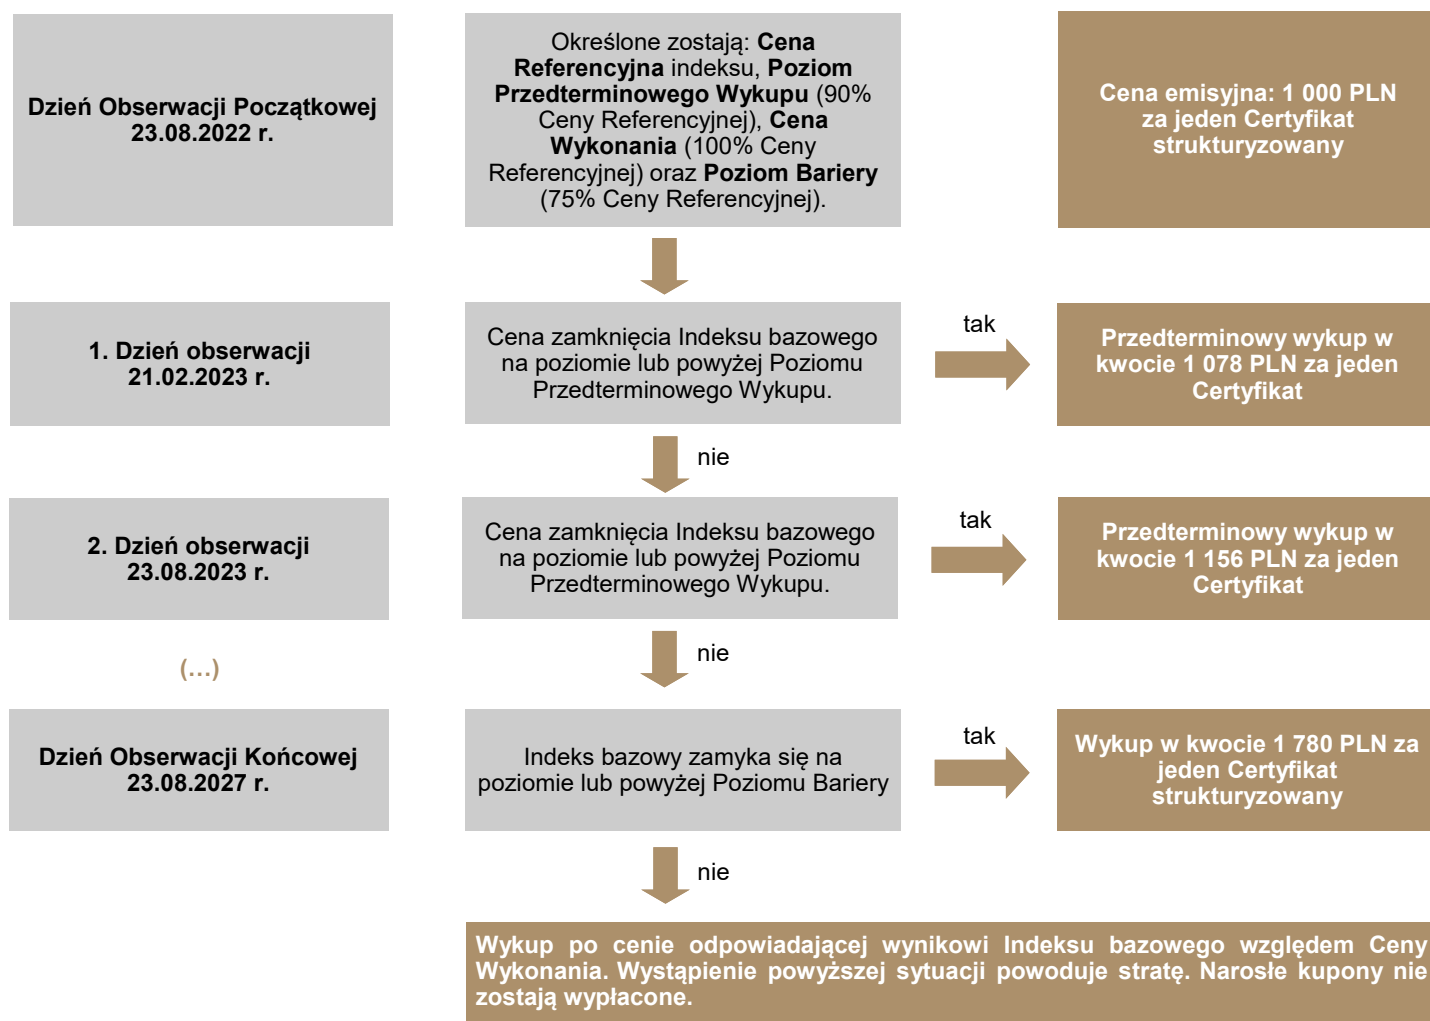 Dzień Obserwacji Początkowej
23.08.2022 r.
Określone zostają: Cena
Referencyjna indeksu, Poziom
Przedterminowego Wykupu (90%
Ceny Referencyjnej), Cena
Wykonania (100% Ceny
Referencyjnej) oraz Poziom Bariery
(75% Ceny Referencyjnej).
Cena emisyjna: 1 000 PLN
za jeden Certyfikat
strukturyzowany
1. Dzień obserwacji
21.02.2023 r.
Cena zamknięcia Indeksu bazowego
na poziomie lub powyżej Poziomu
Przedterminowego Wykupu.
tak
Przedterminowy wykup w
kwocie 1 078 PLN za jeden
Certyfikat
nie
2. Dzień obserwacji
23.08.2023 r.
Cena zamknięcia Indeksu bazowego
na poziomie lub powyżej Poziomu
Przedterminowego Wykupu.
tak
Przedterminowy wykup w
kwocie 1 156 PLN za jeden
Certyfikat
nie
(…)
Dzień Obserwacji Końcowej
23.08.2027 r.
Indeks bazowy zamyka się na
poziomie lub powyżej Poziomu Bariery
tak
Wykup w kwocie 1 780 PLN za
jeden Certyfikat
strukturyzowany
nie
Wykup po cenie odpowiadającej wynikowi Indeksu bazowego względem Ceny
Wykonania. Wystąpienie powyższej sytuacji powoduje stratę. Narosłe kupony nie
zostają wypłacone.